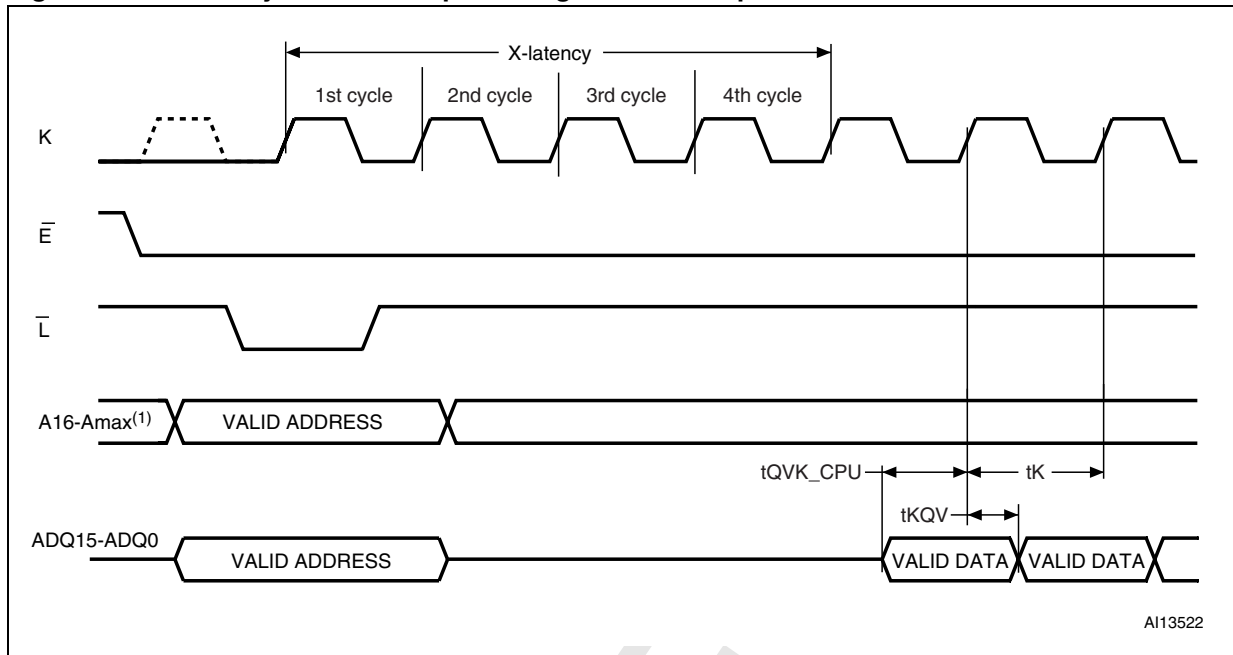 X-latency
1st cycle 2nd cycle 3rd cycle 4th cycle
K
E
L
A16-Amax(1) VALID ADDRESS
tQVK_CPU tK
tKQV
ADQ15-ADQ0 VALID ADDRESS VALID DATA VALID DATA
AI13522